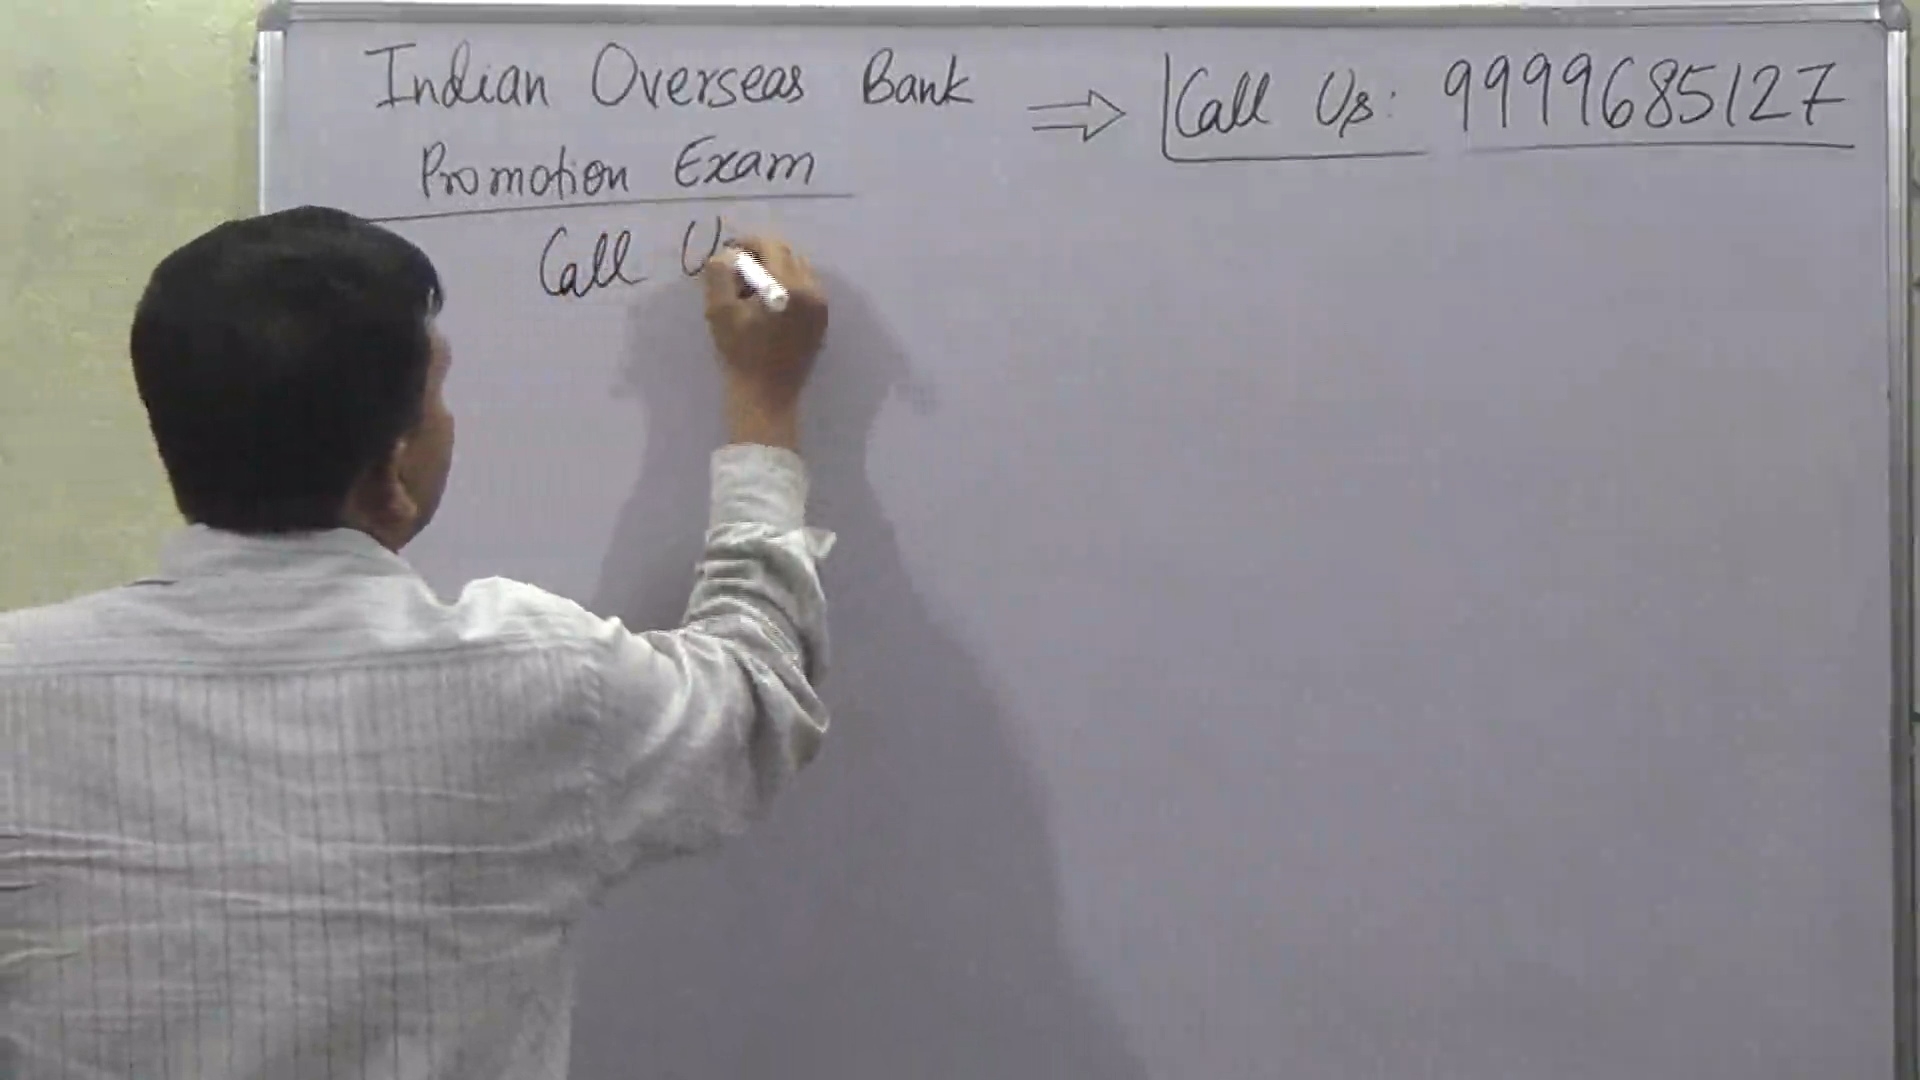 Indian Overseas Bank
Promotion Exam
⇒ Call Us: 9999685127
Call